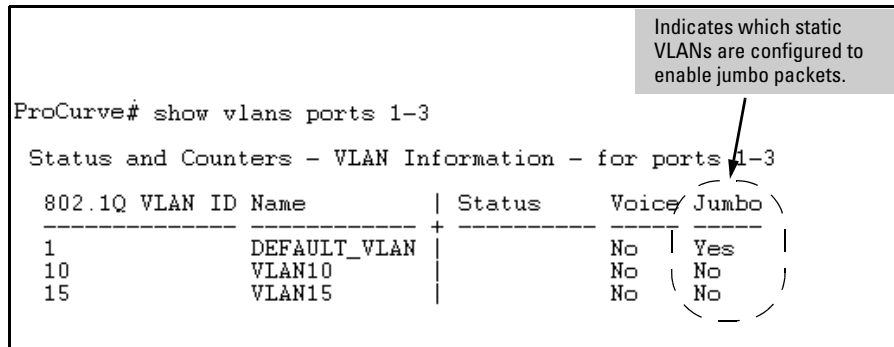 Indicates which static
VLANs are configured to
enable jumbo packets.
ProCurve# show vlans ports 1-3
Status and Counters - VLAN Information - for ports 1-3
802.1Q VLAN ID Name | Status Voice Jumbo
-------------- ------------ + ---------- ----- -----
1 DEFAULT_VLAN | No Yes
10 VLAN10 | No No
15 VLAN15 | No No